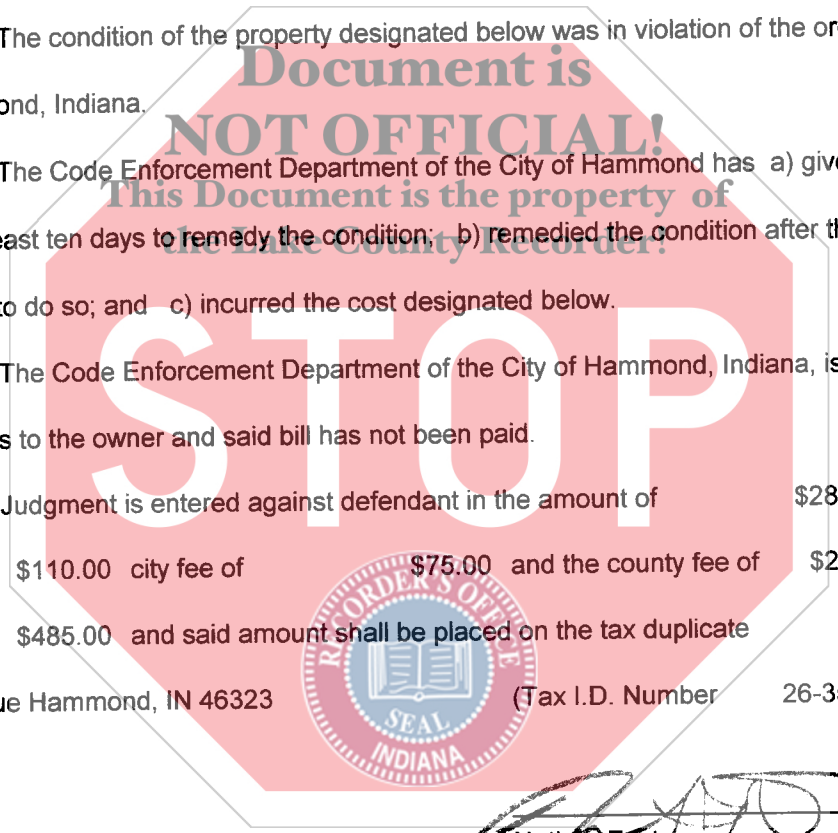 The condition of the property designated below was in violation of the or
Document is
ond, Indiana.
NOT OFFICIAL!
The Code Enforcement Department of the City of Hammond has a) give
This Document is the property of
east ten days to remedy the condition; b) remedied the condition after th
the Lake County Recorder!
to do so; and c) incurred the cost designated below.
STOP
The Code Enforcement Department of the City of Hammond, Indiana, is
s to the owner and said bill has not been paid.
Judgment is entered against defendant in the amount of $28
$110.00 city fee of $75.00 and the county fee of $2
$485.00 and said amount shall be placed on the tax duplicate
ue Hammond, IN 46323 (Tax I.D. Number 26-3
RECORDER'S OFFICE
SEAL
INDIANA